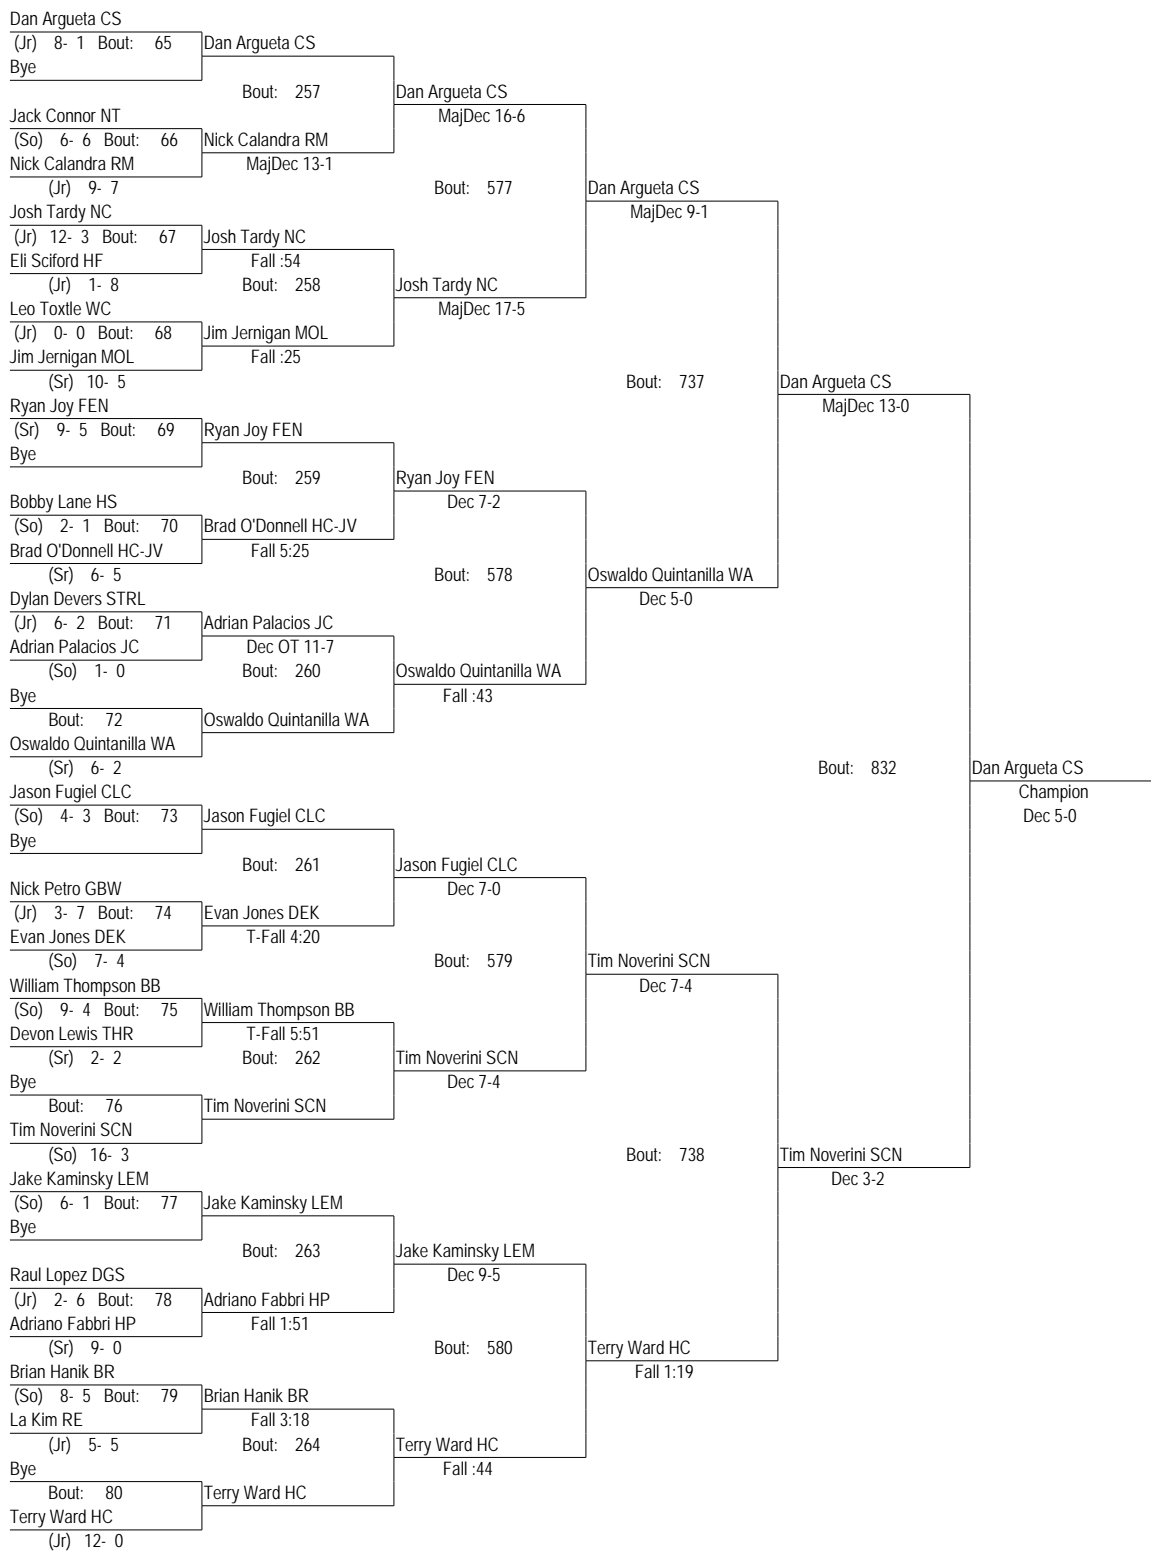 Dan Argueta CS
(Jr) 8- 1 Bout: 65 Dan Argueta CS
Bye
Bout: 257 Dan Argueta CS
Jack Connor NT MajDec 16-6
(So) 6- 6 Bout: 66 Nick Calandra RM
Nick Calandra RM MajDec 13-1
(Jr) 9- 7 Bout: 577 Dan Argueta CS
Josh Tardy NC MajDec 9-1
(Jr) 12- 3 Bout: 67 Josh Tardy NC
Eli Sciford HF Fall :54
(Jr) 1- 8 Bout: 258 Josh Tardy NC
Leo Toxtle WC MajDec 17-5
(Jr) 0- 0 Bout: 68 Jim Jernigan MOL
Jim Jernigan MOL Fall :25
(Sr) 10- 5 Bout: 737 Dan Argueta CS
Ryan Joy FEN MajDec 13-0
(Sr) 9- 5 Bout: 69 Ryan Joy FEN
Bye
Bout: 259 Ryan Joy FEN
Bobby Lane HS Dec 7-2
(So) 2- 1 Bout: 70 Brad O'Donnell HC-JV
Brad O'Donnell HC-JV Fall 5:25
(Sr) 6- 5 Bout: 578 Oswaldo Quintanilla WA
Dylan Devers STRL Dec 5-0
(Jr) 6- 2 Bout: 71 Adrian Palacios JC
Adrian Palacios JC Dec OT 11-7
(So) 1- 0 Bout: 260 Oswaldo Quintanilla WA
Bye Fall :43
Bout: 72 Oswaldo Quintanilla WA
Oswaldo Quintanilla WA
(Sr) 6- 2 Bout: 832 Dan Argueta CS
Jason Fugiel CLC Champion
(So) 4- 3 Bout: 73 Jason Fugiel CLC Dec 5-0
Bye
Bout: 261 Jason Fugiel CLC
Nick Petro GBW Dec 7-0
(Jr) 3- 7 Bout: 74 Evan Jones DEK
Evan Jones DEK T-Fall 4:20
(So) 7- 4 Bout: 579 Tim Noverini SCN
William Thompson BB Dec 7-4
(So) 9- 4 Bout: 75 William Thompson BB
Devon Lewis THR T-Fall 5:51
(Sr) 2- 2 Bout: 262 Tim Noverini SCN
Bye Dec 7-4
Bout: 76 Tim Noverini SCN
Tim Noverini SCN
(So) 16- 3 Bout: 738 Tim Noverini SCN
Jake Kaminsky LEM Dec 3-2
(So) 6- 1 Bout: 77 Jake Kaminsky LEM
Bye
Bout: 263 Jake Kaminsky LEM
Raul Lopez DGS Dec 9-5
(Jr) 2- 6 Bout: 78 Adriano Fabbri HP
Adriano Fabbri HP Fall 1:51
(Sr) 9- 0 Bout: 580 Terry Ward HC
Brian Hanik BR Fall 1:19
(So) 8- 5 Bout: 79 Brian Hanik BR
La Kim RE Fall 3:18
(Jr) 5- 5 Bout: 264 Terry Ward HC
Bye Fall :44
Bout: 80 Terry Ward HC
Terry Ward HC
(Jr) 12- 0